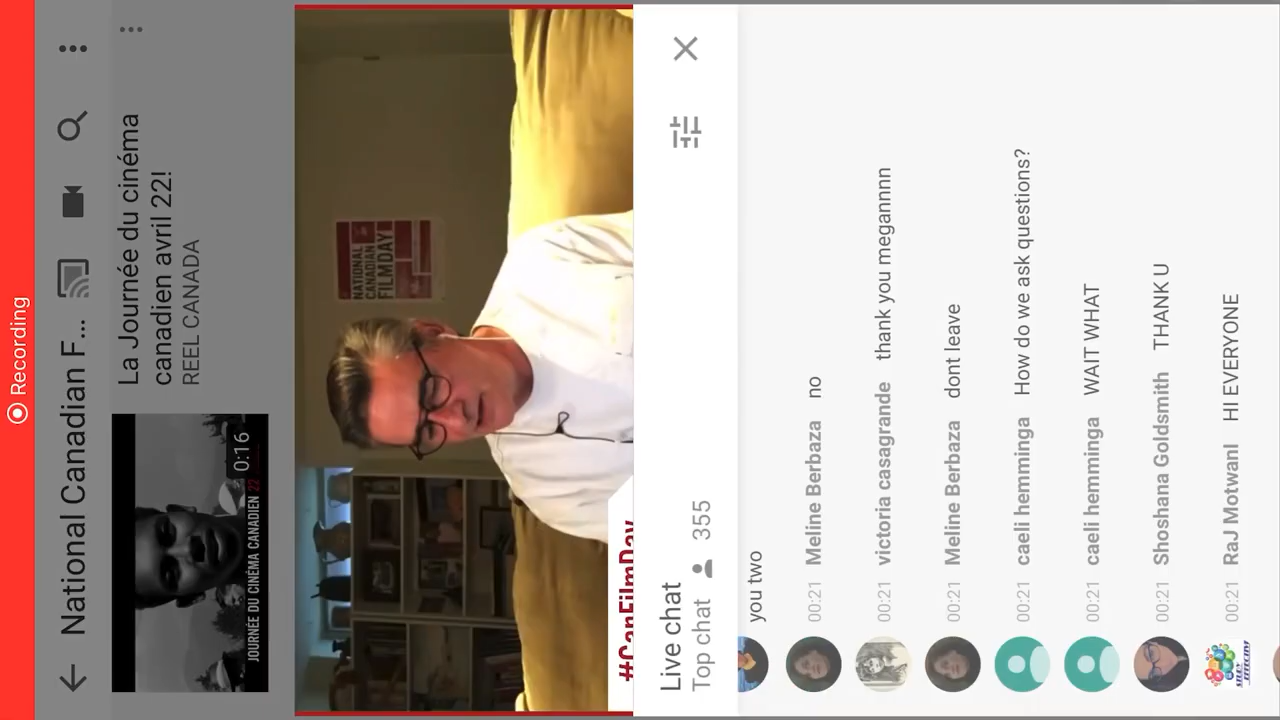 Recording
National Canadian F...
0:16
JOURNÉE DU CINÉMA CANADIEN 22
La Journée du cinéma
canadien avril 22!
REEL CANADA
NATIONAL
CANADIAN
FILMDAY
#CanFilmDay
Live chat
Top chat 355
you two
00:21 Meline Berbaza no
00:21 victoria casagrande thank you megannnn
00:21 Meline Berbaza dont leave
00:21 caeli hemminga How do we ask questions?
00:21 caeli hemminga WAIT WHAT
00:21 Shoshana Goldsmith THANK U
00:21 RaJ MotwanI HI EVERYONE